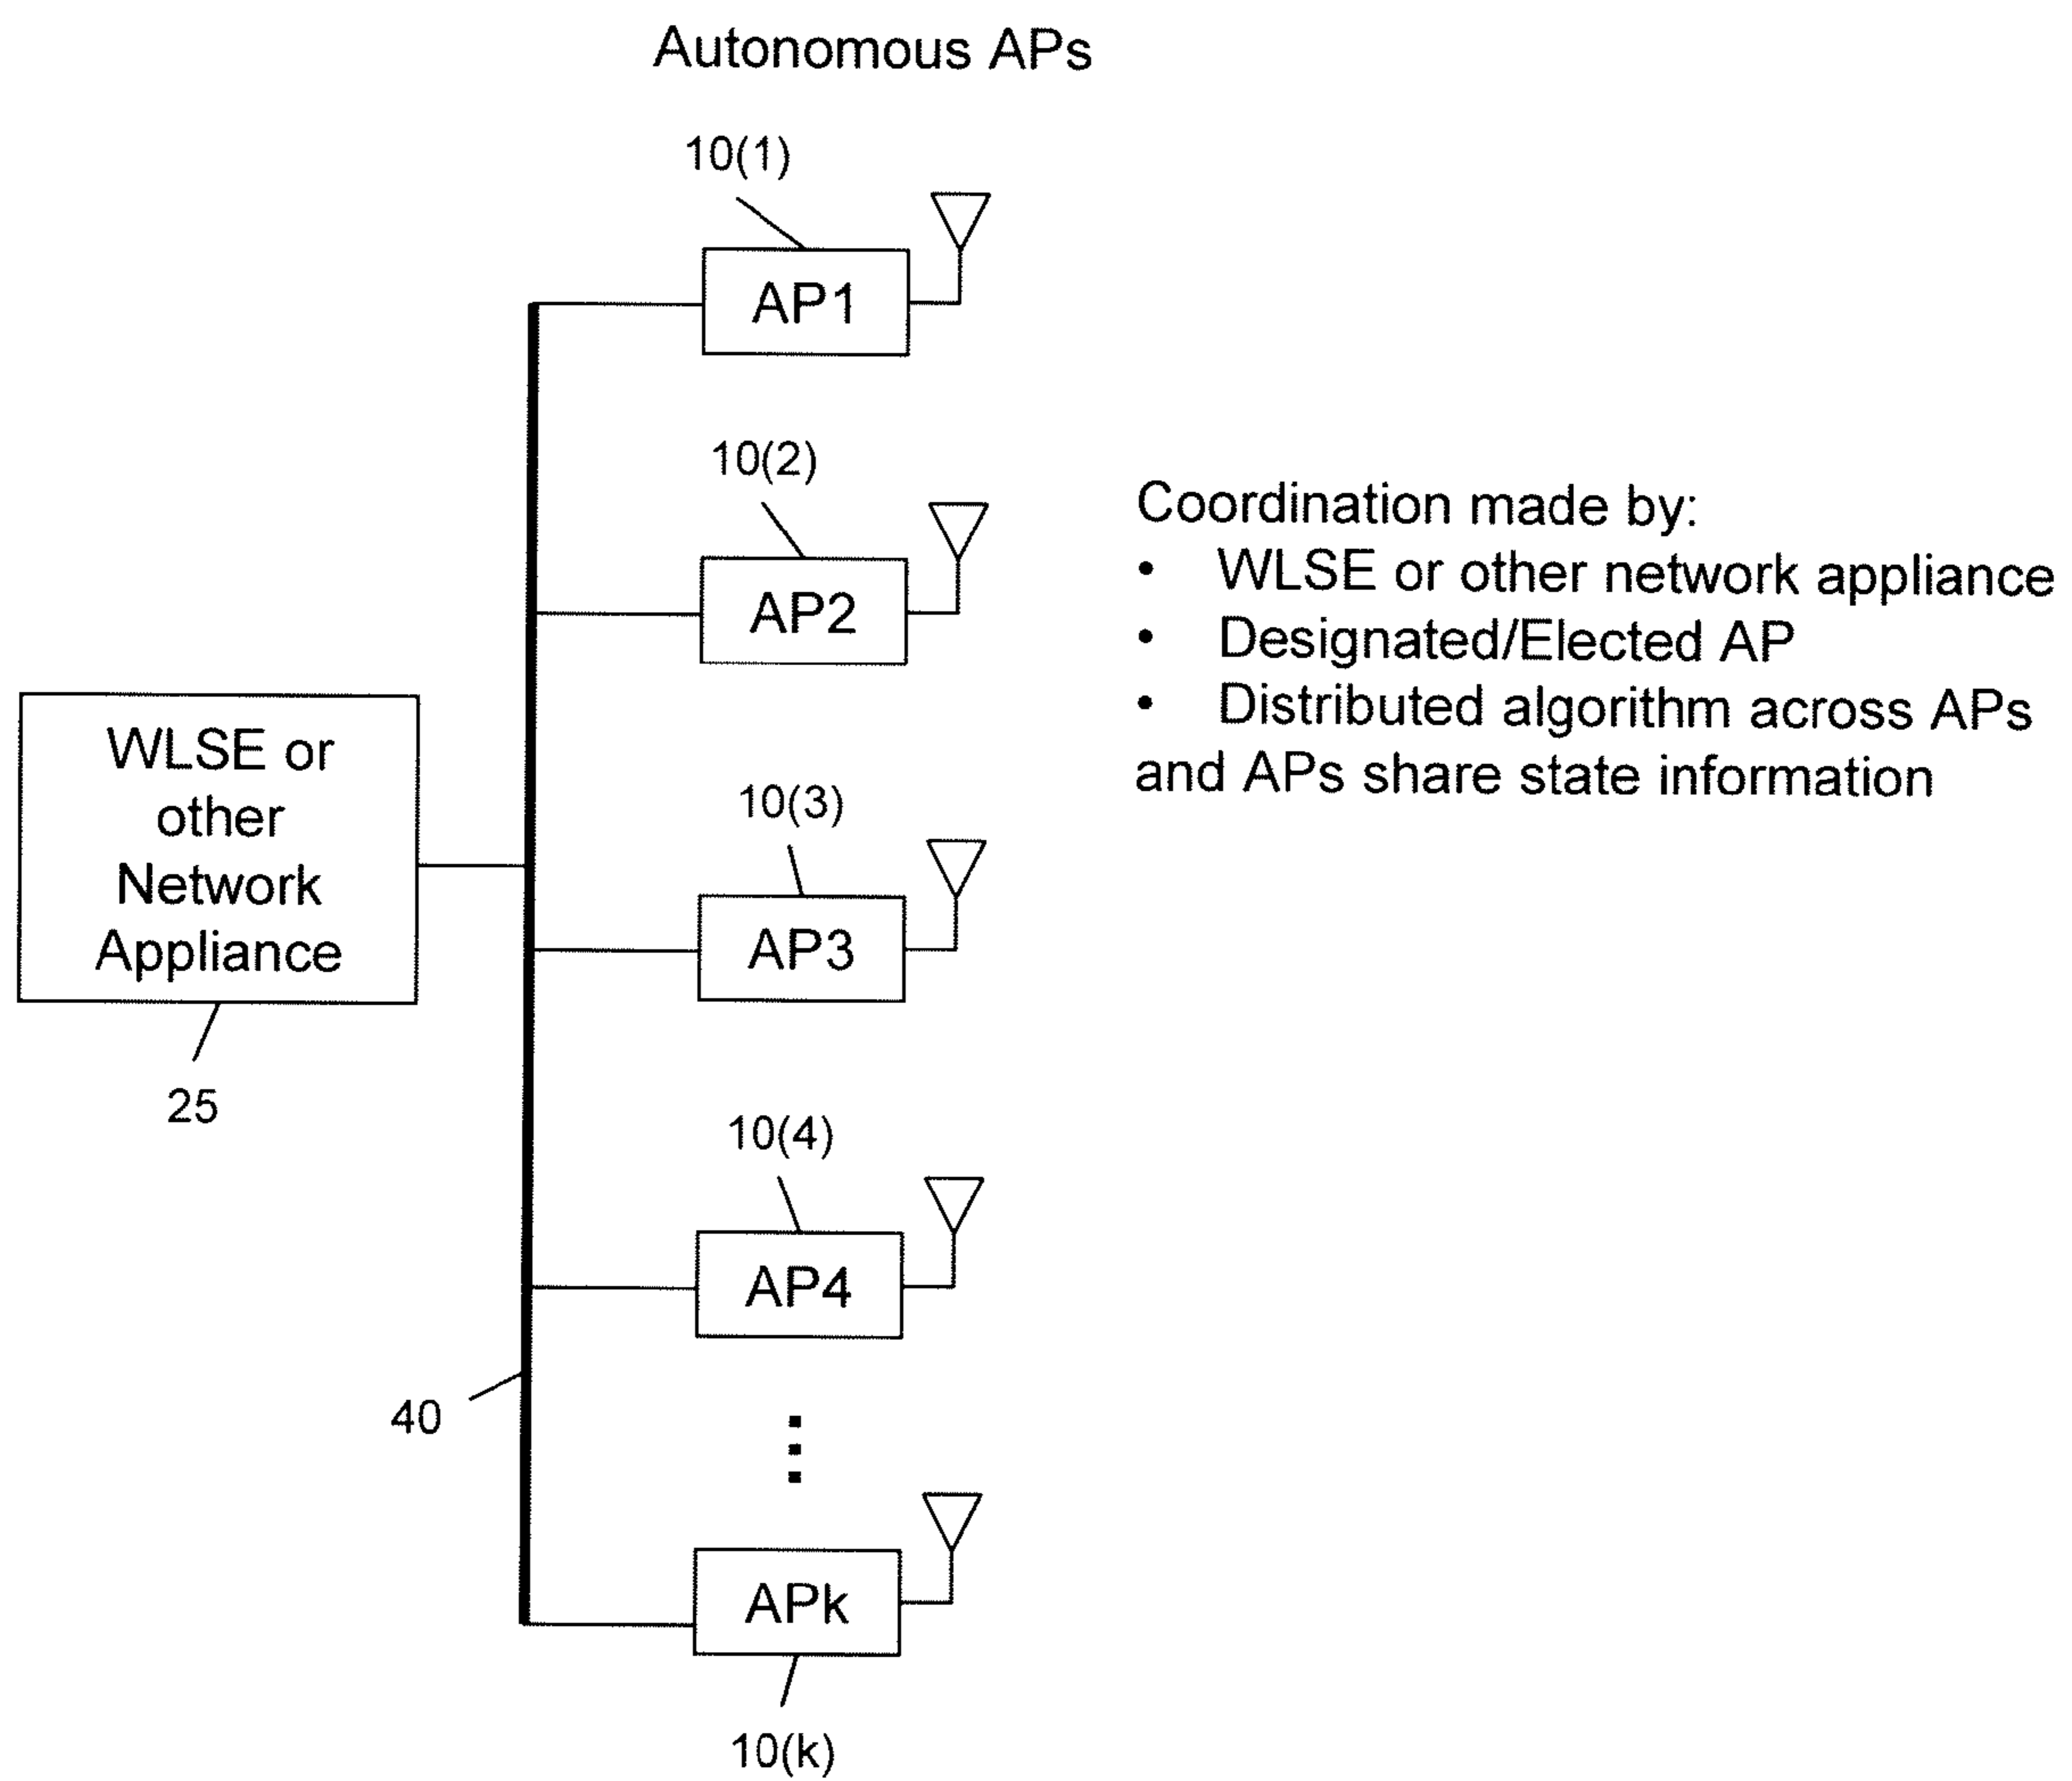 Autonomous APs
10(1)
AP1
10(2)
AP2
Coordination made by:
• WLSE or other network appliance
• Designated/Elected AP
• Distributed algorithm across APs
and APs share state information
WLSE or
other
Network
Appliance
25
10(3)
AP3
10(4)
AP4
40
APk
10(k)